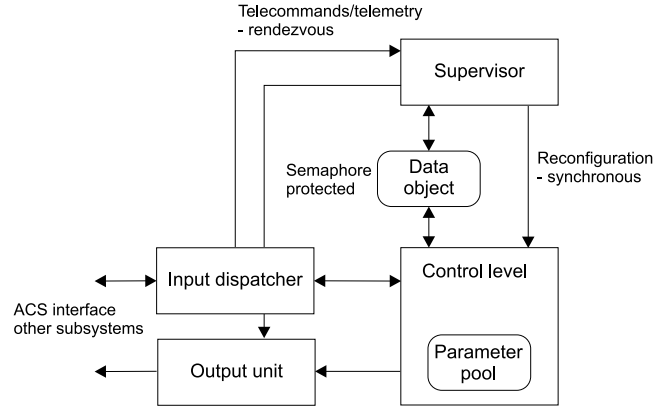 Telecommands/telemetry
- rendezvous
Supervisor
Semaphore
protected
Data
object
Reconfiguration
- synchronous
Input dispatcher
Control level
ACS interface
other subsystems
Output unit
Parameter
pool